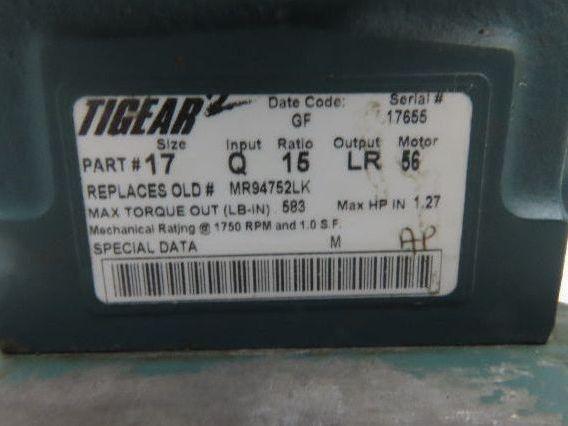 TIGEAR 2 Date Code: Serial #
GF 17655
Size Input Ratio Output Motor
PART # 17 Q 15 LR 56
REPLACES OLD # MR94752LK
MAX TORQUE OUT (LB-IN) 583 Max HP IN 1.27
Mechanical Rating @ 1750 RPM and 1.0 S.F.
SPECIAL DATA M AP